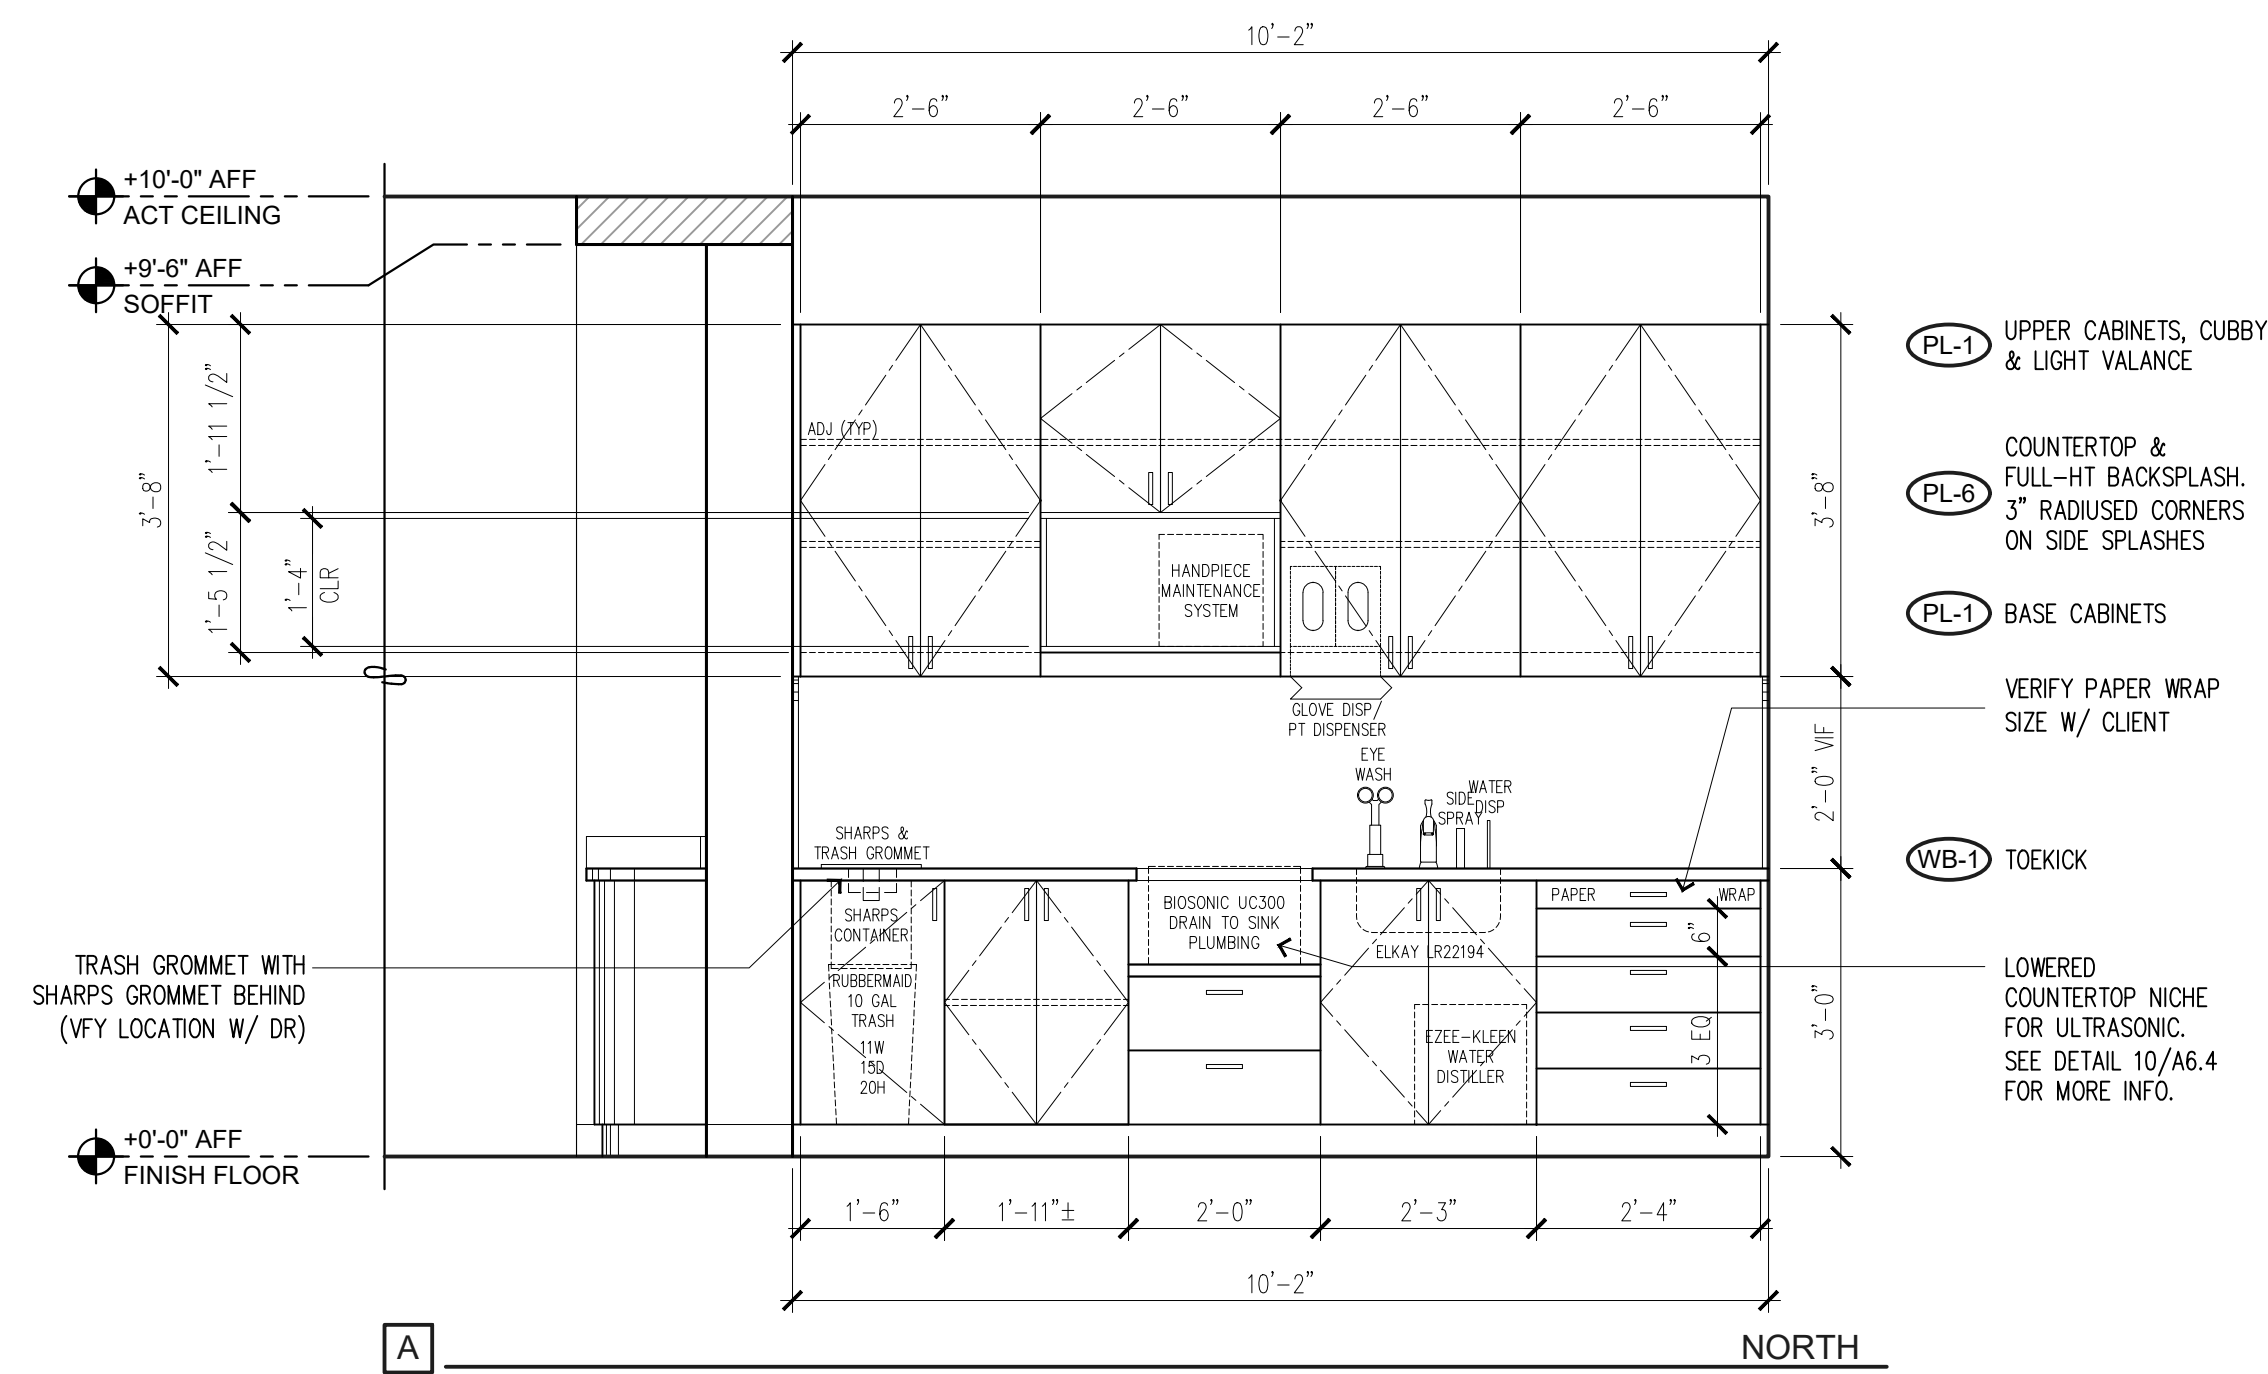 10'-2"
2'-6"
2'-6"
2'-6"
2'-6"
+10'-0" AFF
ACT CEILING
+9'-6" AFF
SOFFIT
3'-8"
1'-11 1/2"
1'-5 1/2"
1'-4"
CLR
ADJ (TYP)
HANDPIECE
MAINTENANCE
SYSTEM
GLOVE DISP/
PT DISPENSER
EYE
WASH
SIDE
SPRAY
WATER
DISP
SHARPS &
TRASH GROMMET
SHARPS
CONTAINER
RUBBERMAID
10 GAL
TRASH
11W
15D
20H
BIOSONIC UC300
DRAIN TO SINK
PLUMBING
ELKAY LR22194
EZEE-KLEEN
WATER
DISTILLER
PAPER WRAP
6"
3 EQ
3'-8"
2'-0" VIF
3'-0"
PL-1
UPPER CABINETS, CUBBY
& LIGHT VALANCE
PL-6
COUNTERTOP &
FULL-HT BACKSPLASH.
3" RADIUSED CORNERS
ON SIDE SPLASHES
PL-1
BASE CABINETS
VERIFY PAPER WRAP
SIZE W/ CLIENT
WB-1
TOEKICK
LOWERED
COUNTERTOP NICHE
FOR ULTRASONIC.
SEE DETAIL 10/A6.4
FOR MORE INFO.
TRASH GROMMET WITH
SHARPS GROMMET BEHIND
(VFY LOCATION W/ DR)
+0'-0" AFF
FINISH FLOOR
1'-6"
1'-11"±
2'-0"
2'-3"
2'-4"
10'-2"
A
NORTH